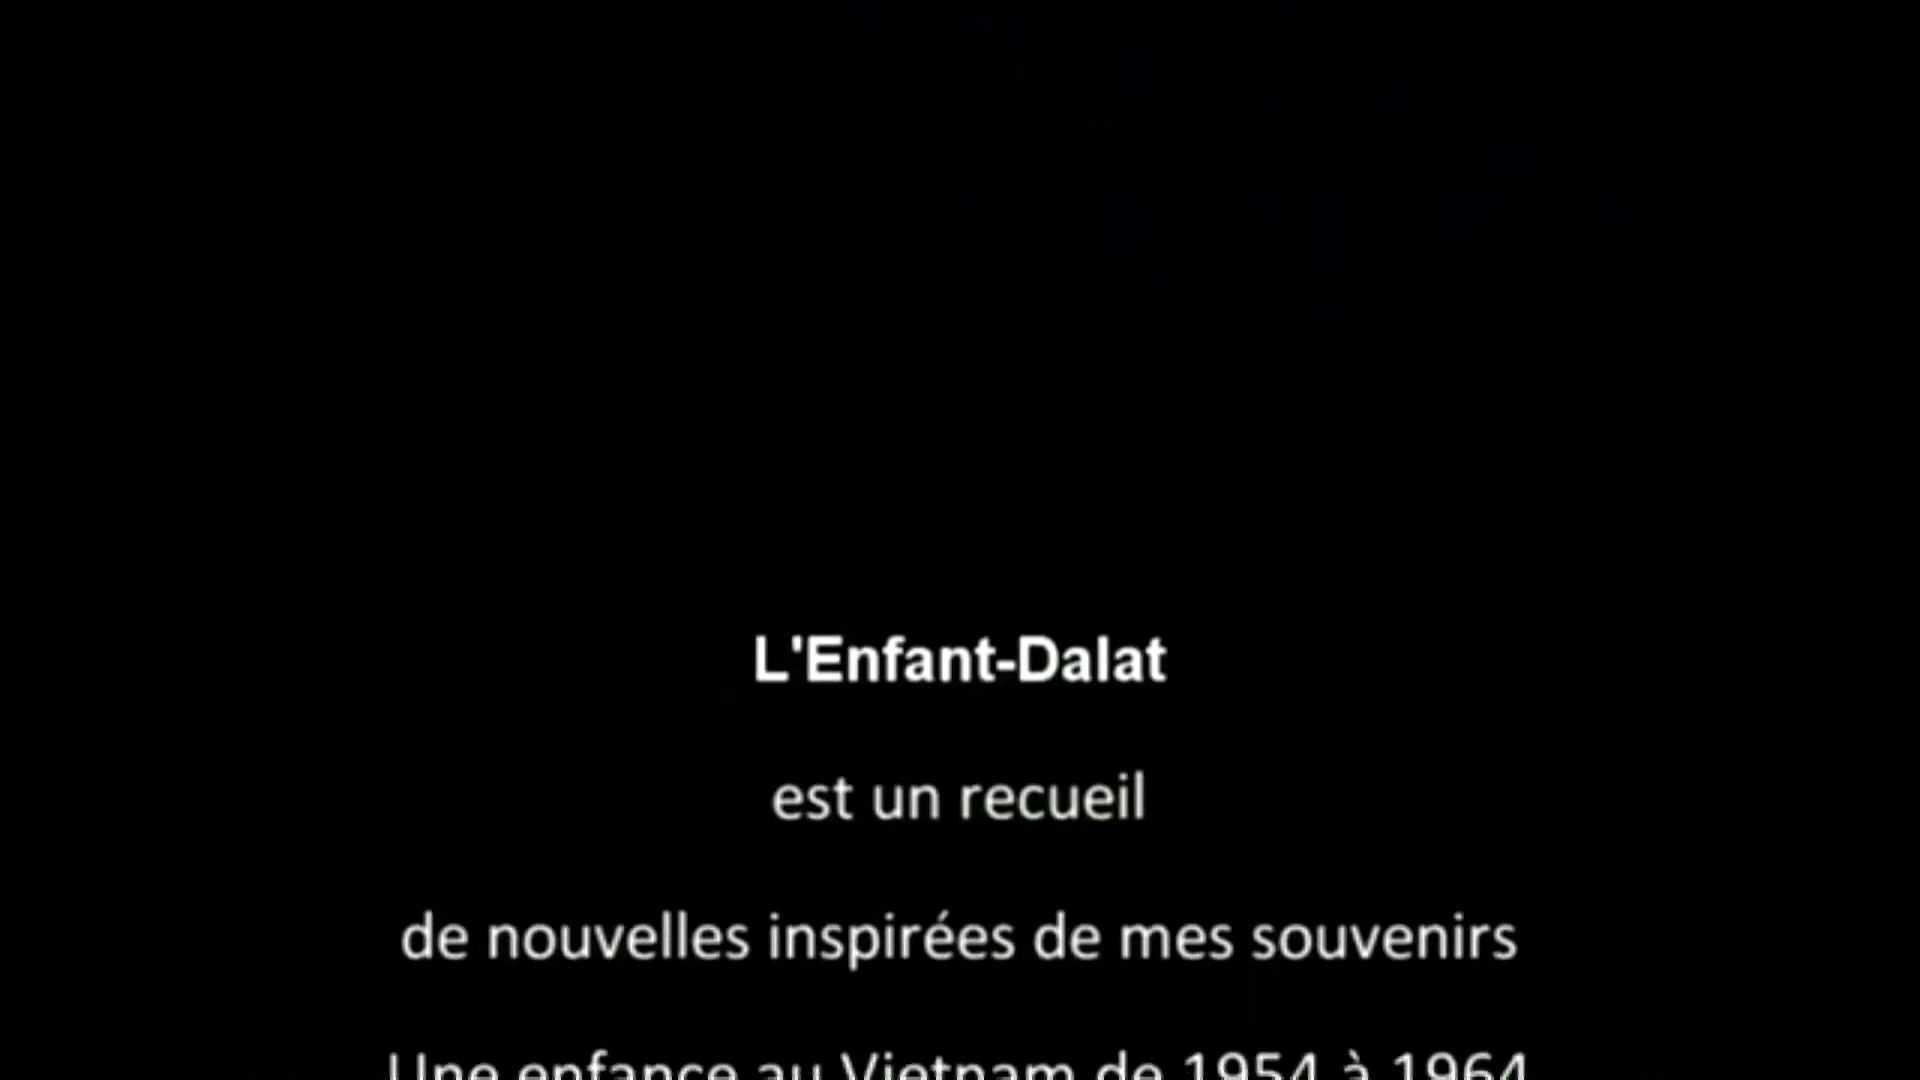 L'Enfant-Dalat
est un recueil
de nouvelles inspirées de mes souvenirs
Une enfance au Vietnam de 1954 à 1964